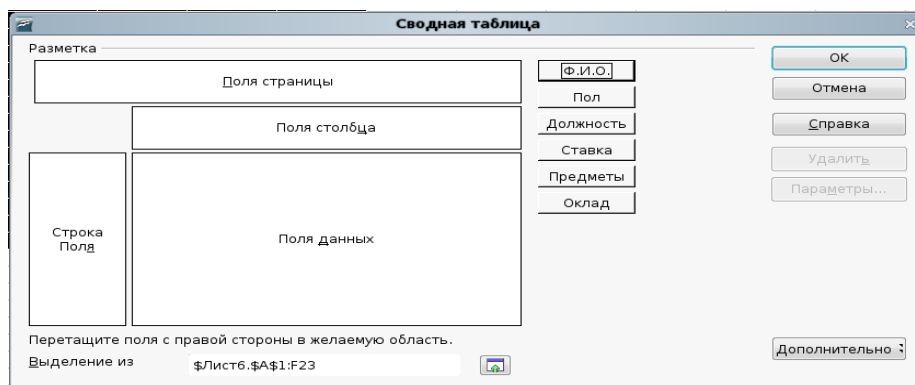 Сводная таблица
Разметка
Поля страницы
Поля столбца
Строка
Поля
Поля данных
Ф.И.О.
Пол
Должность
Ставка
Предметы
Оклад
OK
Отмена
Справка
Удалить
Параметры...
Перетащите поля с правой стороны в желаемую область.
Выделение из
$Лист6.$A$1:F23
Дополнительно